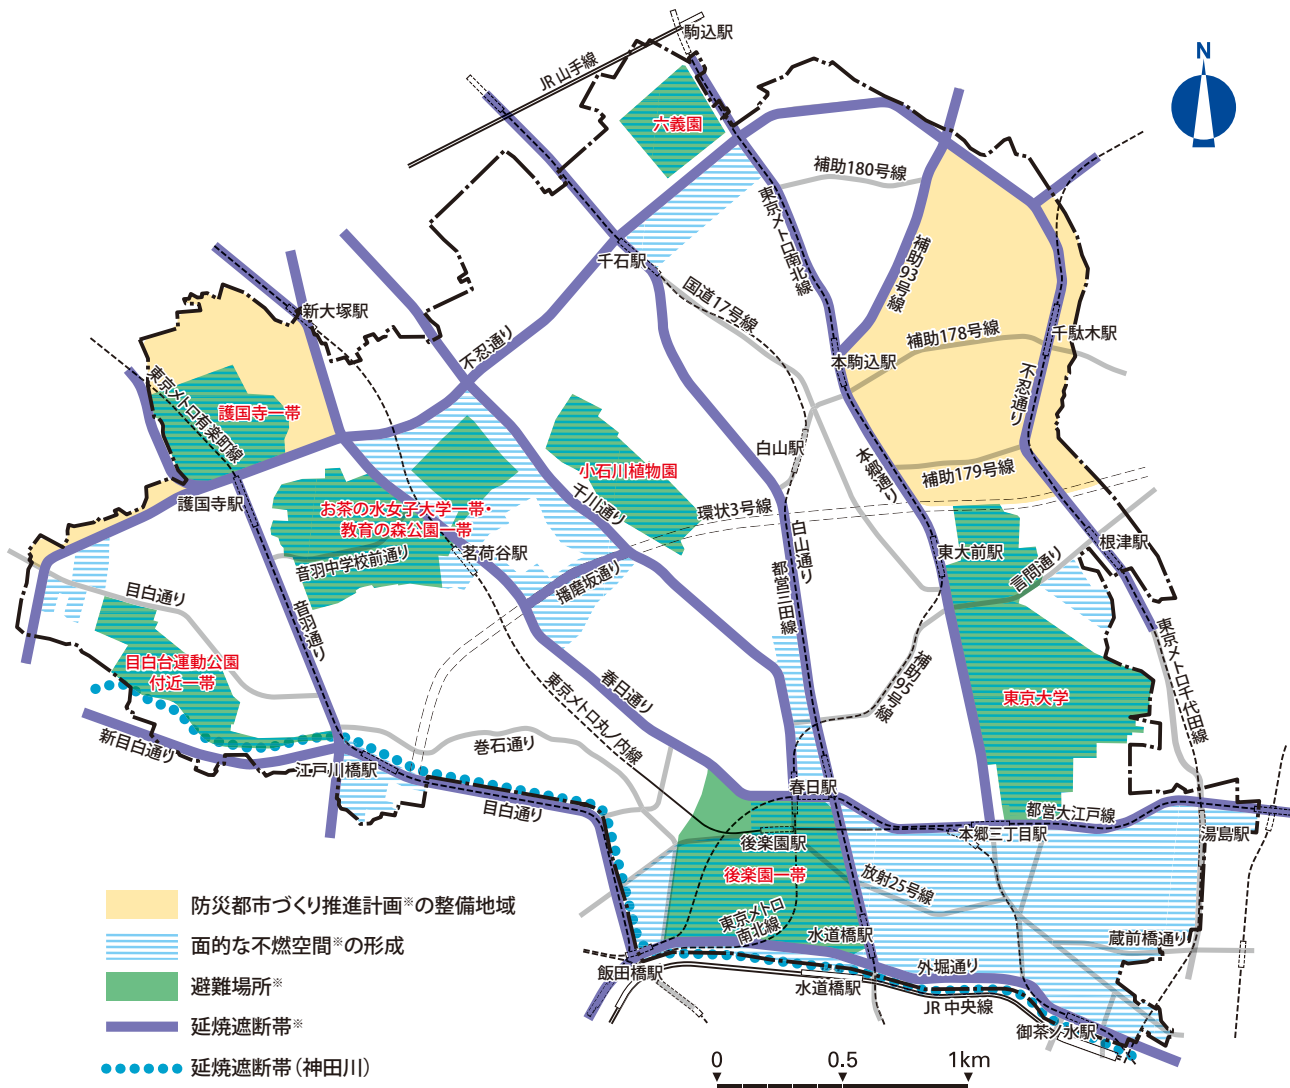 駒込駅
N
JR 山手線
六義園
補助180号線
東京メトロ南北線
千石駅
補助93号線
国道17号線
新大塚駅
不忍通り
補助178号線
千駄木駅
本駒込駅
東京メトロ有楽町線
護国寺一帯
不忍通り
白山駅
本郷通り
補助179号線
小石川植物園
千川通り
護国寺駅
お茶の水女子大学一帯・
教育の森公園一帯
環状3号線
白山通り
東大前駅
根津駅
茗荷谷駅
音羽中学校前通り
言問通り
播磨坂通り
都営三田線
目白通り
音羽通り
東京メトロ千代田線
目白台運動公園
付近一帯
補助95号線
東京大学
春日通り
東京メトロ丸ノ内線
新目白通り
巻石通り
江戸川橋駅
目白通り
春日駅
都営大江戸線
本郷三丁目駅
湯島駅
後楽園駅
後楽園一帯
放射25号線
東京メトロ
南北線
水道橋駅
蔵前橋通り
飯田橋駅
外堀通り
水道橋駅
JR 中央線
御茶ノ水駅
防災都市づくり推進計画※の整備地域
面的な不燃空間※の形成
避難場所※
延焼遮断帯※
延焼遮断帯（神田川）
0 0.5 1km